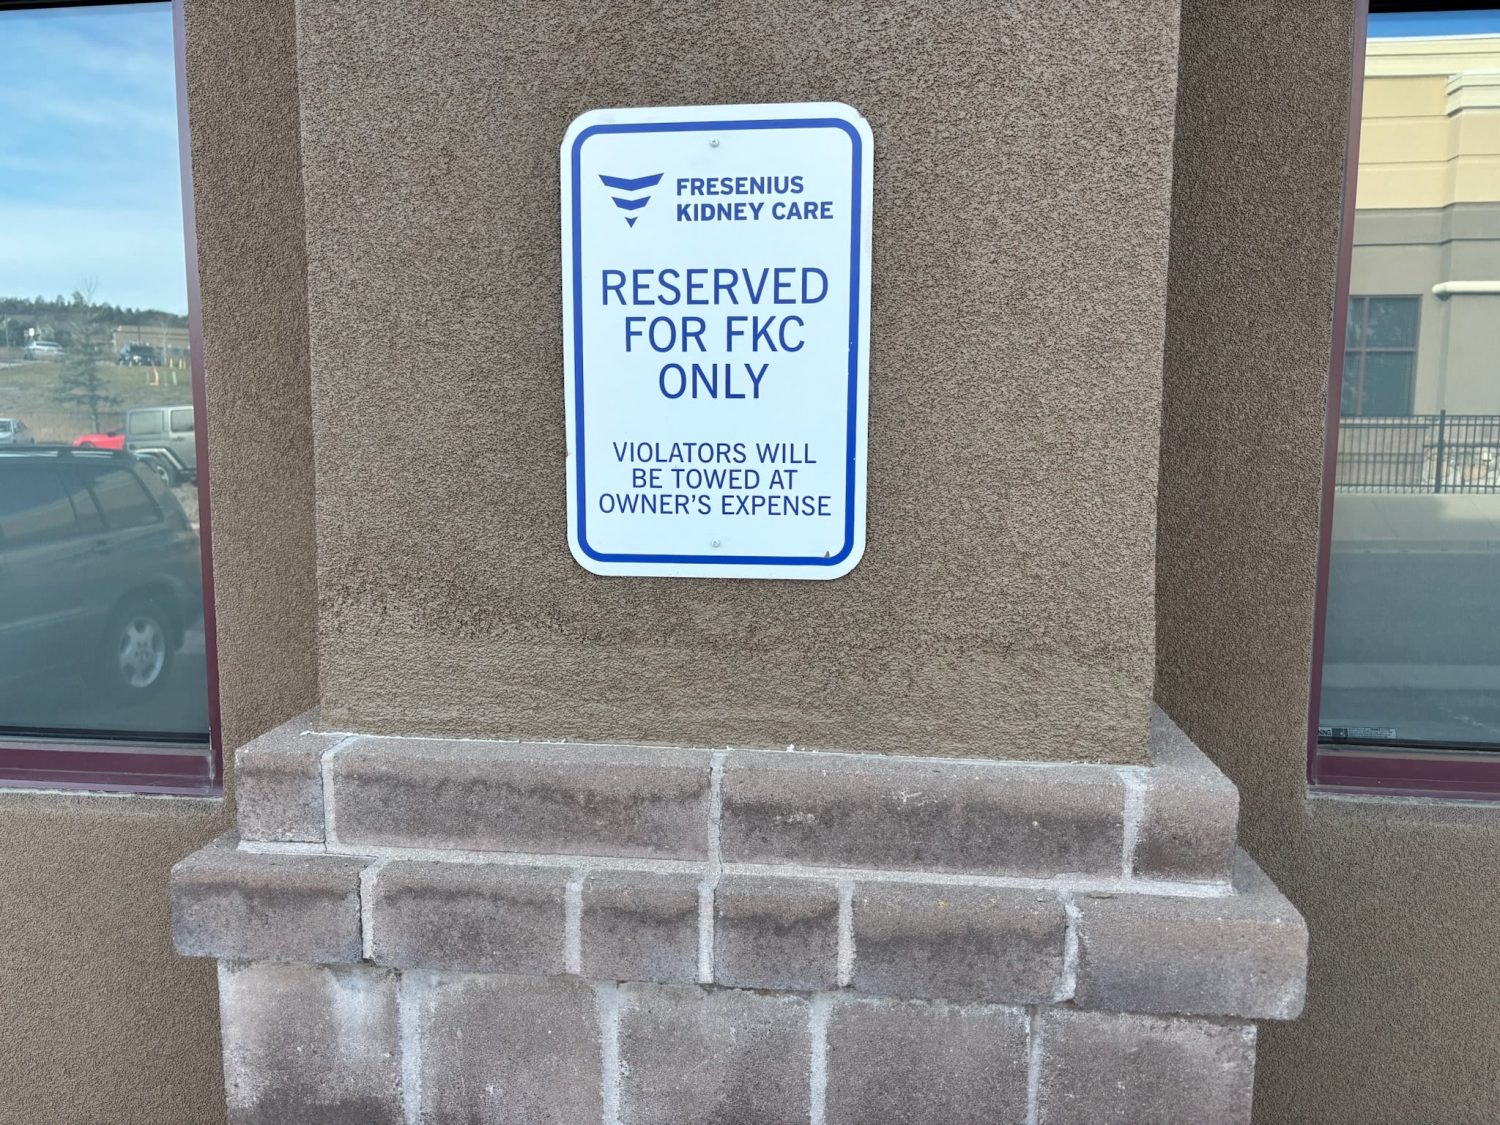 FRESENIUS
KIDNEY CARE
RESERVED
FOR FKC
ONLY
VIOLATORS WILL
BE TOWED AT
OWNER'S EXPENSE